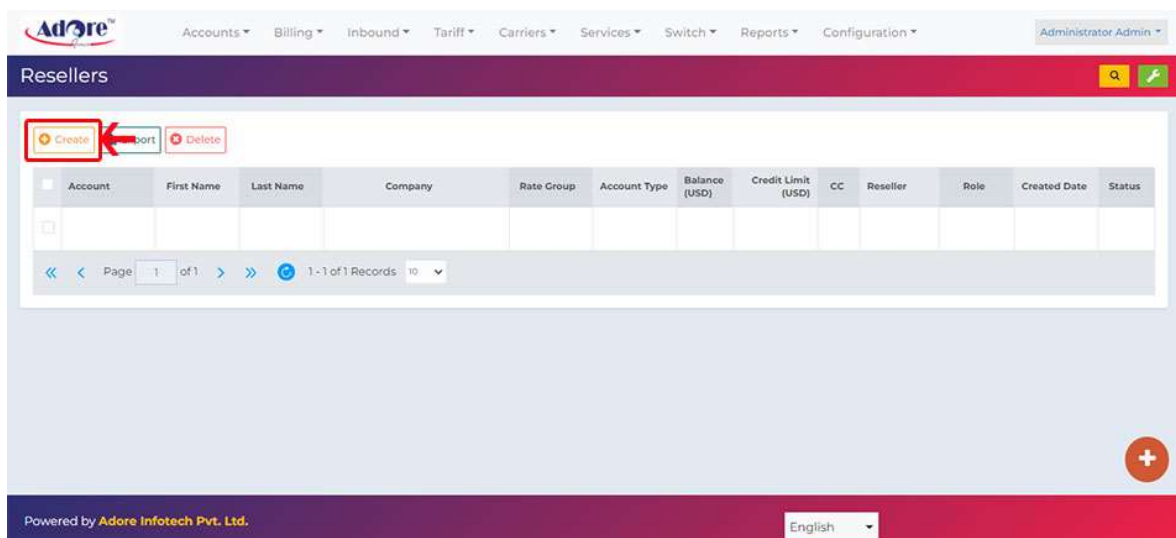 Adore™
Accounts Billing Inbound Tariff Carriers Services Switch Reports Configuration Administrator Admin
Resellers
Create port Delete
Account First Name Last Name Company Rate Group Account Type Balance (USD) Credit Limit (USD) CC Reseller Role Created Date Status
Page 1 of 1 1 - 1 of 1 Records 10
Powered by Adore Infotech Pvt. Ltd.
English